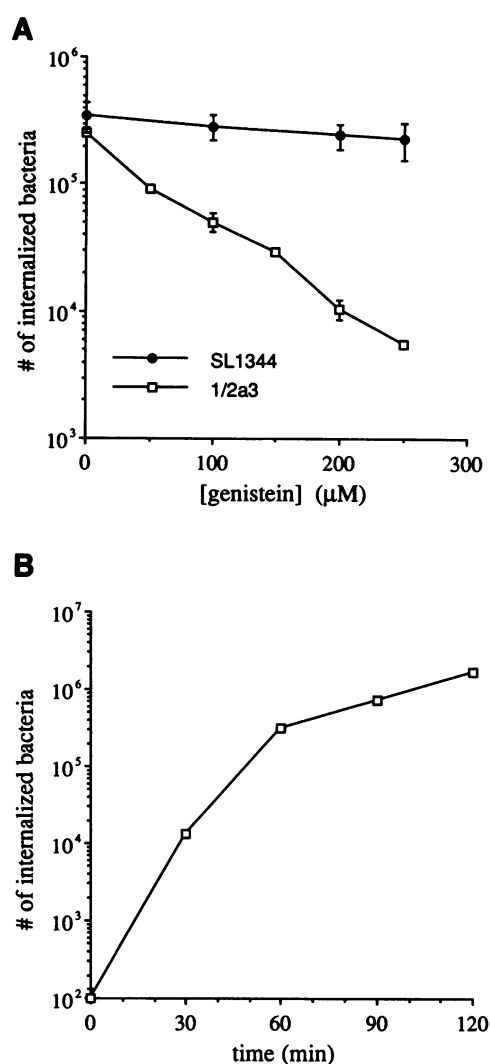 A
10⁶
10⁵
10⁴
10³
# of internalized bacteria
SL1344
1/2a3
0
100
200
300
[genistein] (μM)
B
10⁷
10⁶
10⁵
10⁴
10³
10²
# of internalized bacteria
0
30
60
90
120
time (min)